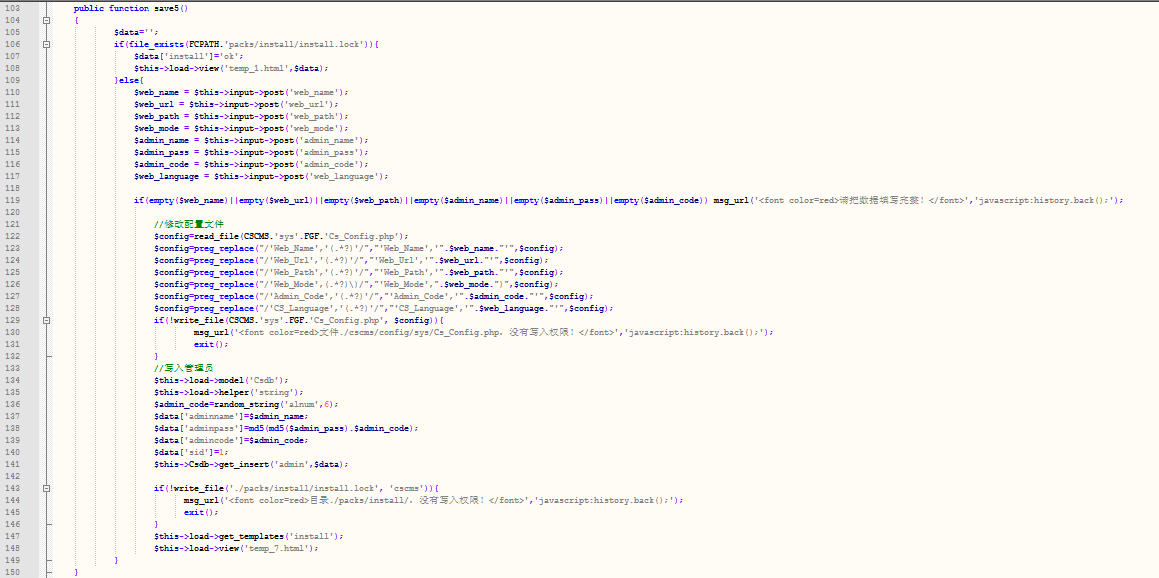 103 public function save5()
104 {
105 $data='';
106 if(file_exists(FCPATH.'packs/install/install.lock')){
107 $data['install']='ok';
108 $this->load->view('temp_1.html',$data);
109 }else{
110 $web_name = $this->input->post('web_name');
111 $web_url = $this->input->post('web_url');
112 $web_path = $this->input->post('web_path');
113 $web_mode = $this->input->post('web_mode');
114 $admin_name = $this->input->post('admin_name');
115 $admin_pass = $this->input->post('admin_pass');
116 $admin_code = $this->input->post('admin_code');
117 $web_language = $this->input->post('web_language');
118
119 if(empty($web_name)||empty($web_url)||empty($web_path)||empty($admin_name)||empty($admin_pass)||empty($admin_code)) msg_url('<font color=red>请把数据填写完整！</font>','javascript:history.back();');
120
121 //修改配置文件
122 $config=read_file(CSCMS.'sys'.FGF.'Cs_Config.php');
123 $config=preg_replace("/'Web_Name','(.*?)'/","'Web_Name','".$web_name."'",$config);
124 $config=preg_replace("/'Web_Url','(.*?)'/","'Web_Url','".$web_url."'",$config);
125 $config=preg_replace("/'Web_Path','(.*?)'/","'Web_Path','".$web_path."'",$config);
126 $config=preg_replace("/'Web_Mode',(.*?)\)/","'Web_Mode',".$web_mode.")",$config);
127 $config=preg_replace("/'Admin_Code','(.*?)'/","'Admin_Code','".$admin_code."'",$config);
128 $config=preg_replace("/'CS_Language','(.*?)'/","'CS_Language','".$web_language."'",$config);
129 if(!write_file(CSCMS.'sys'.FGF.'Cs_Config.php', $config)){
130 msg_url('<font color=red>文件./cscms/config/sys/Cs_Config.php，没有写入权限！</font>','javascript:history.back();');
131 exit();
132 }
133 //写入管理员
134 $this->load->model('Csdb');
135 $this->load->helper('string');
136 $admin_code=random_string('alnum',6);
137 $data['adminname']=$admin_name;
138 $data['adminpass']=md5(md5($admin_pass).$admin_code);
139 $data['admincode']=$admin_code;
140 $data['sid']=1;
141 $this->Csdb->get_insert('admin',$data);
142
143 if(!write_file('./packs/install/install.lock', 'cscms')){
144 msg_url('<font color=red>目录./packs/install/，没有写入权限！</font>','javascript:history.back();');
145 exit();
146 }
147 $this->load->get_templates('install');
148 $this->load->view('temp_7.html');
149 }
150 }